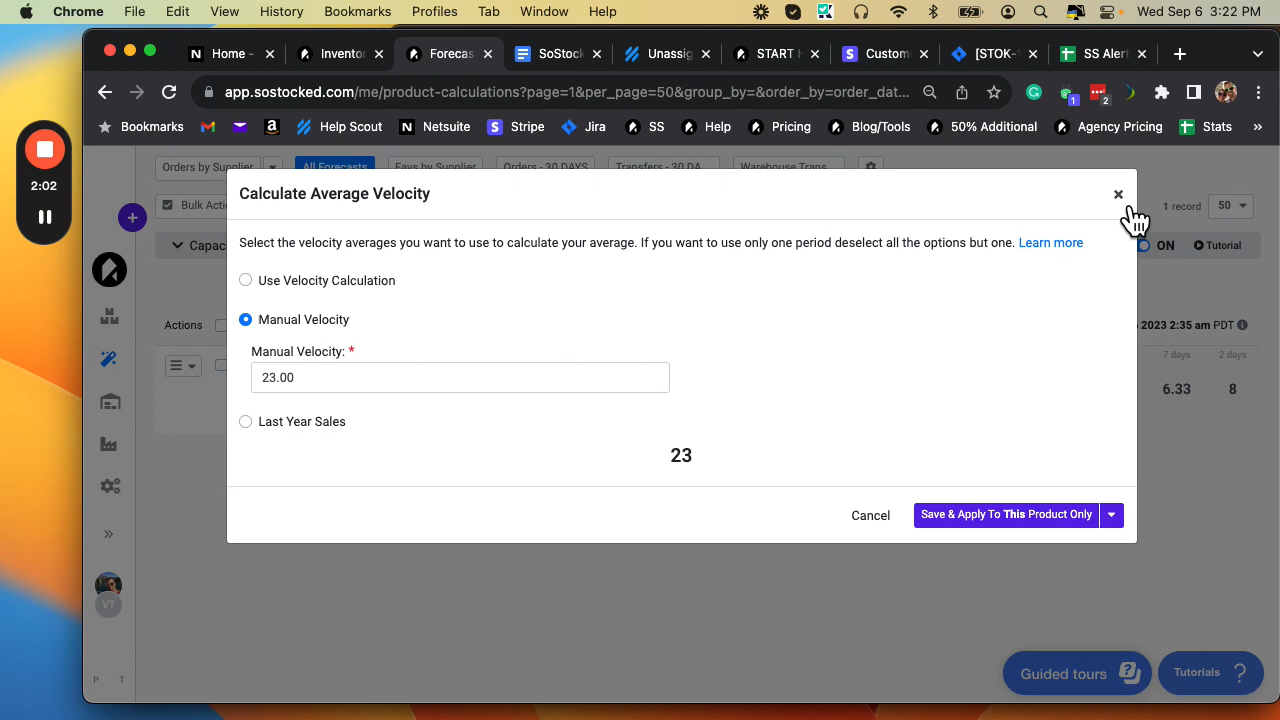 Chrome File Edit View History Bookmarks Profiles Tab Window Help Wed Sep 6 3:22 PM
Home - Inventor Forecas SoStock Unassig START H Custom [STOK- SS Alert
app.sostocked.com/me/product-calculations?page=1&per_page=50&group_by=&order_by=order_dat...
1 2
Bookmarks Help Scout Netsuite Stripe Jira SS Help Pricing Blog/Tools 50% Additional Agency Pricing Stats »
2:02
Orders by Supplier All Forecasts Favs by Supplier Orders - 30 DAYS Transfers - 30 DA Warehouse Trans
Calculate Average Velocity
Bulk Acti 1 record 50
Select the velocity averages you want to use to calculate your average. If you want to use only one period deselect all the options but one. Learn more
Capac ON Tutorial
Use Velocity Calculation
Manual Velocity
Actions 2023 2:35 am PDT
Manual Velocity: *
7 days 2 days
23.00
6.33 8
Last Year Sales
23
Cancel Save & Apply To This Product Only
VT
P T
Guided tours Tutorials